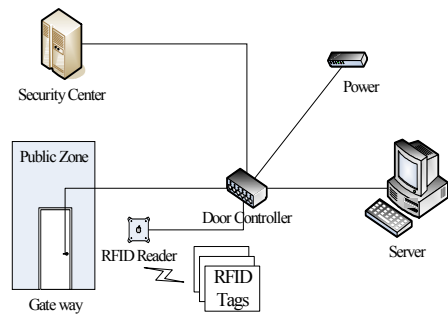 Security Center
Power
Public Zone
Door Controller
Server
RFID Reader
RFID
Tags
Gate way